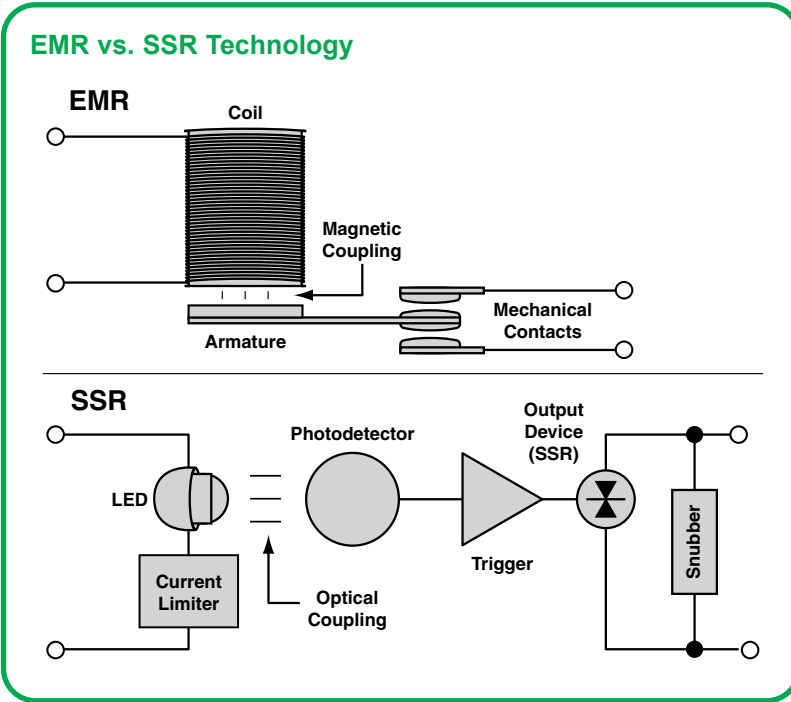 EMR vs. SSR Technology
EMR
Coil
Magnetic
Coupling
Mechanical
Contacts
Armature
SSR
Output
Device
(SSR)
Photodetector
LED
Trigger
Snubber
Current
Limiter
Optical
Coupling